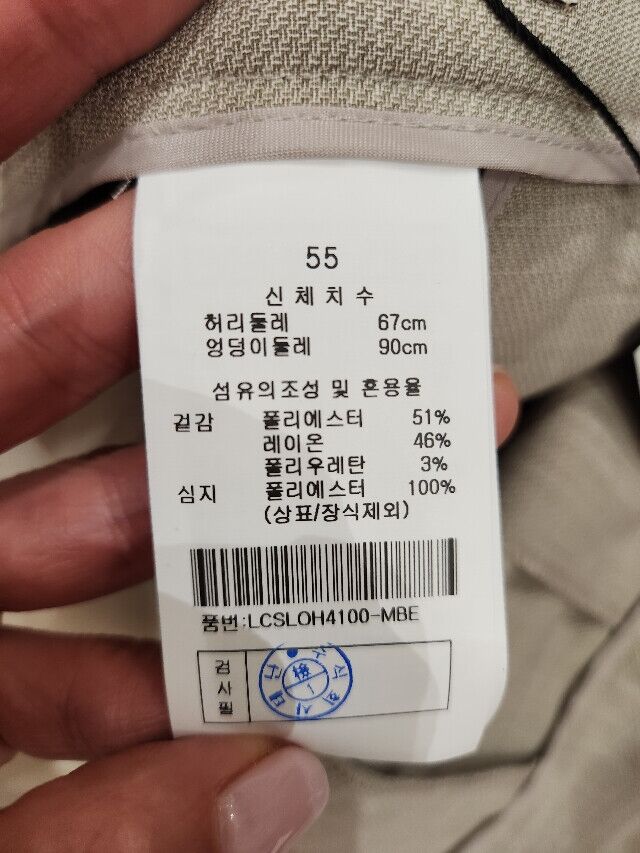 55
신체치수
허리둘레 67cm
엉덩이둘레 90cm
섬유의조성 및 혼용율
겉감 폴리에스터 51%
레이온 46%
폴리우레탄 3%
심지 폴리에스터 100%
(상표/장식제외)
품번:LCSLOH4100-MBE
검사필
檢